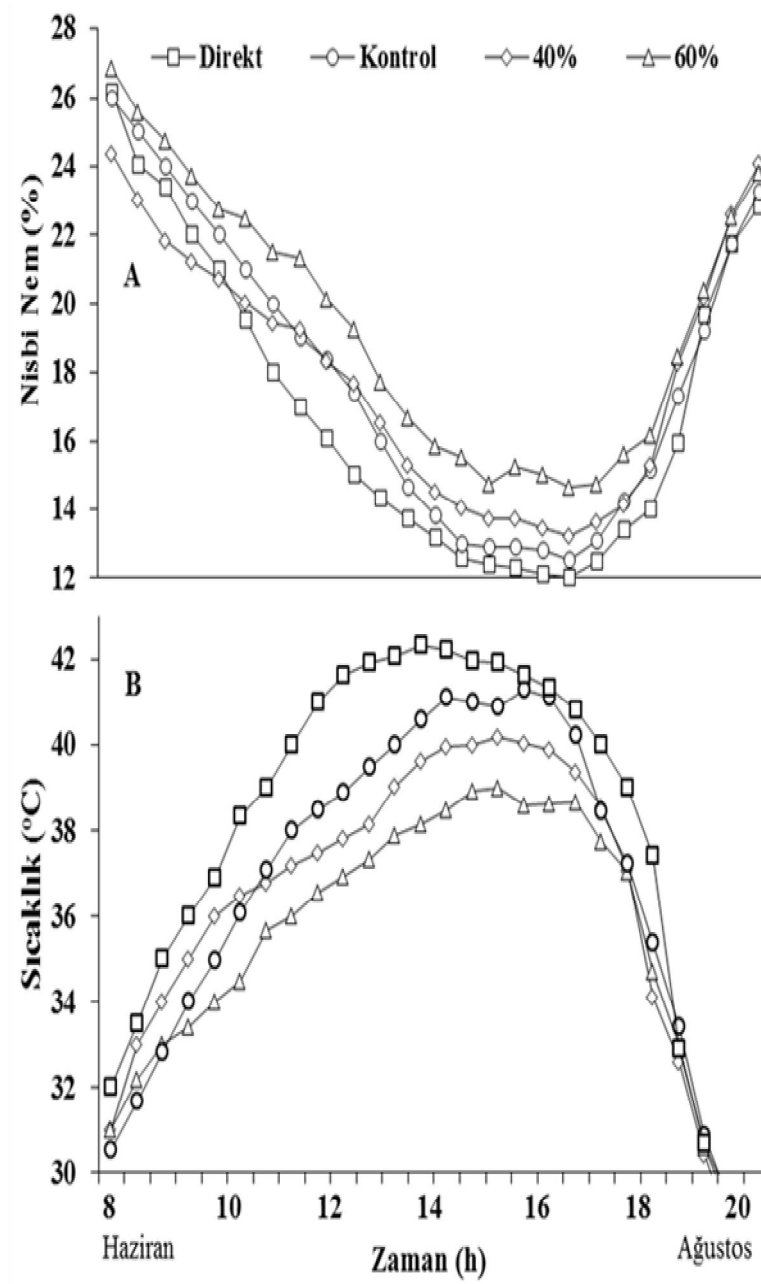 28
Direkt Kontrol 40% 60%
26
24
22
20
18
16
14
12
Nisbi Nem (%)
A
42
40
38
36
34
32
30
Sıcaklık (°C)
B
8 10 12 14 16 18 20
Haziran Zaman (h) Ağustos